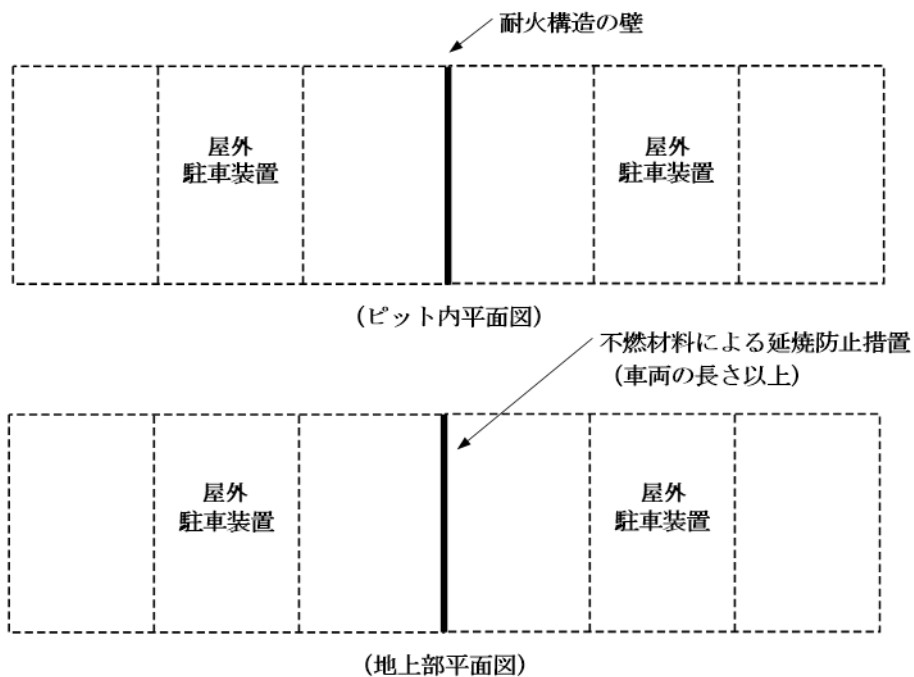 耐火構造の壁
屋外
駐車装置
屋外
駐車装置
（ピット内平面図）
不燃材料による延焼防止措置
（車両の長さ以上）
屋外
駐車装置
屋外
駐車装置
（地上部平面図）